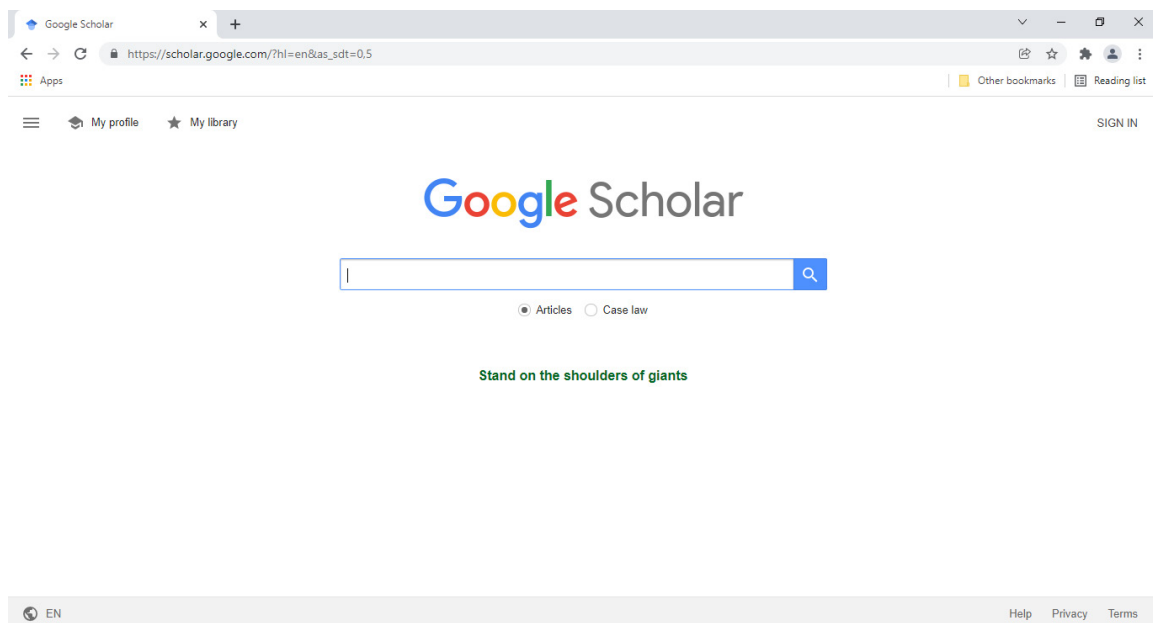 Google Scholar
https://scholar.google.com/?hl=en&as_sdt=0,5
Apps Other bookmarks Reading list
My profile My library SIGN IN
Google Scholar
Articles Case law
Stand on the shoulders of giants
EN Help Privacy Terms